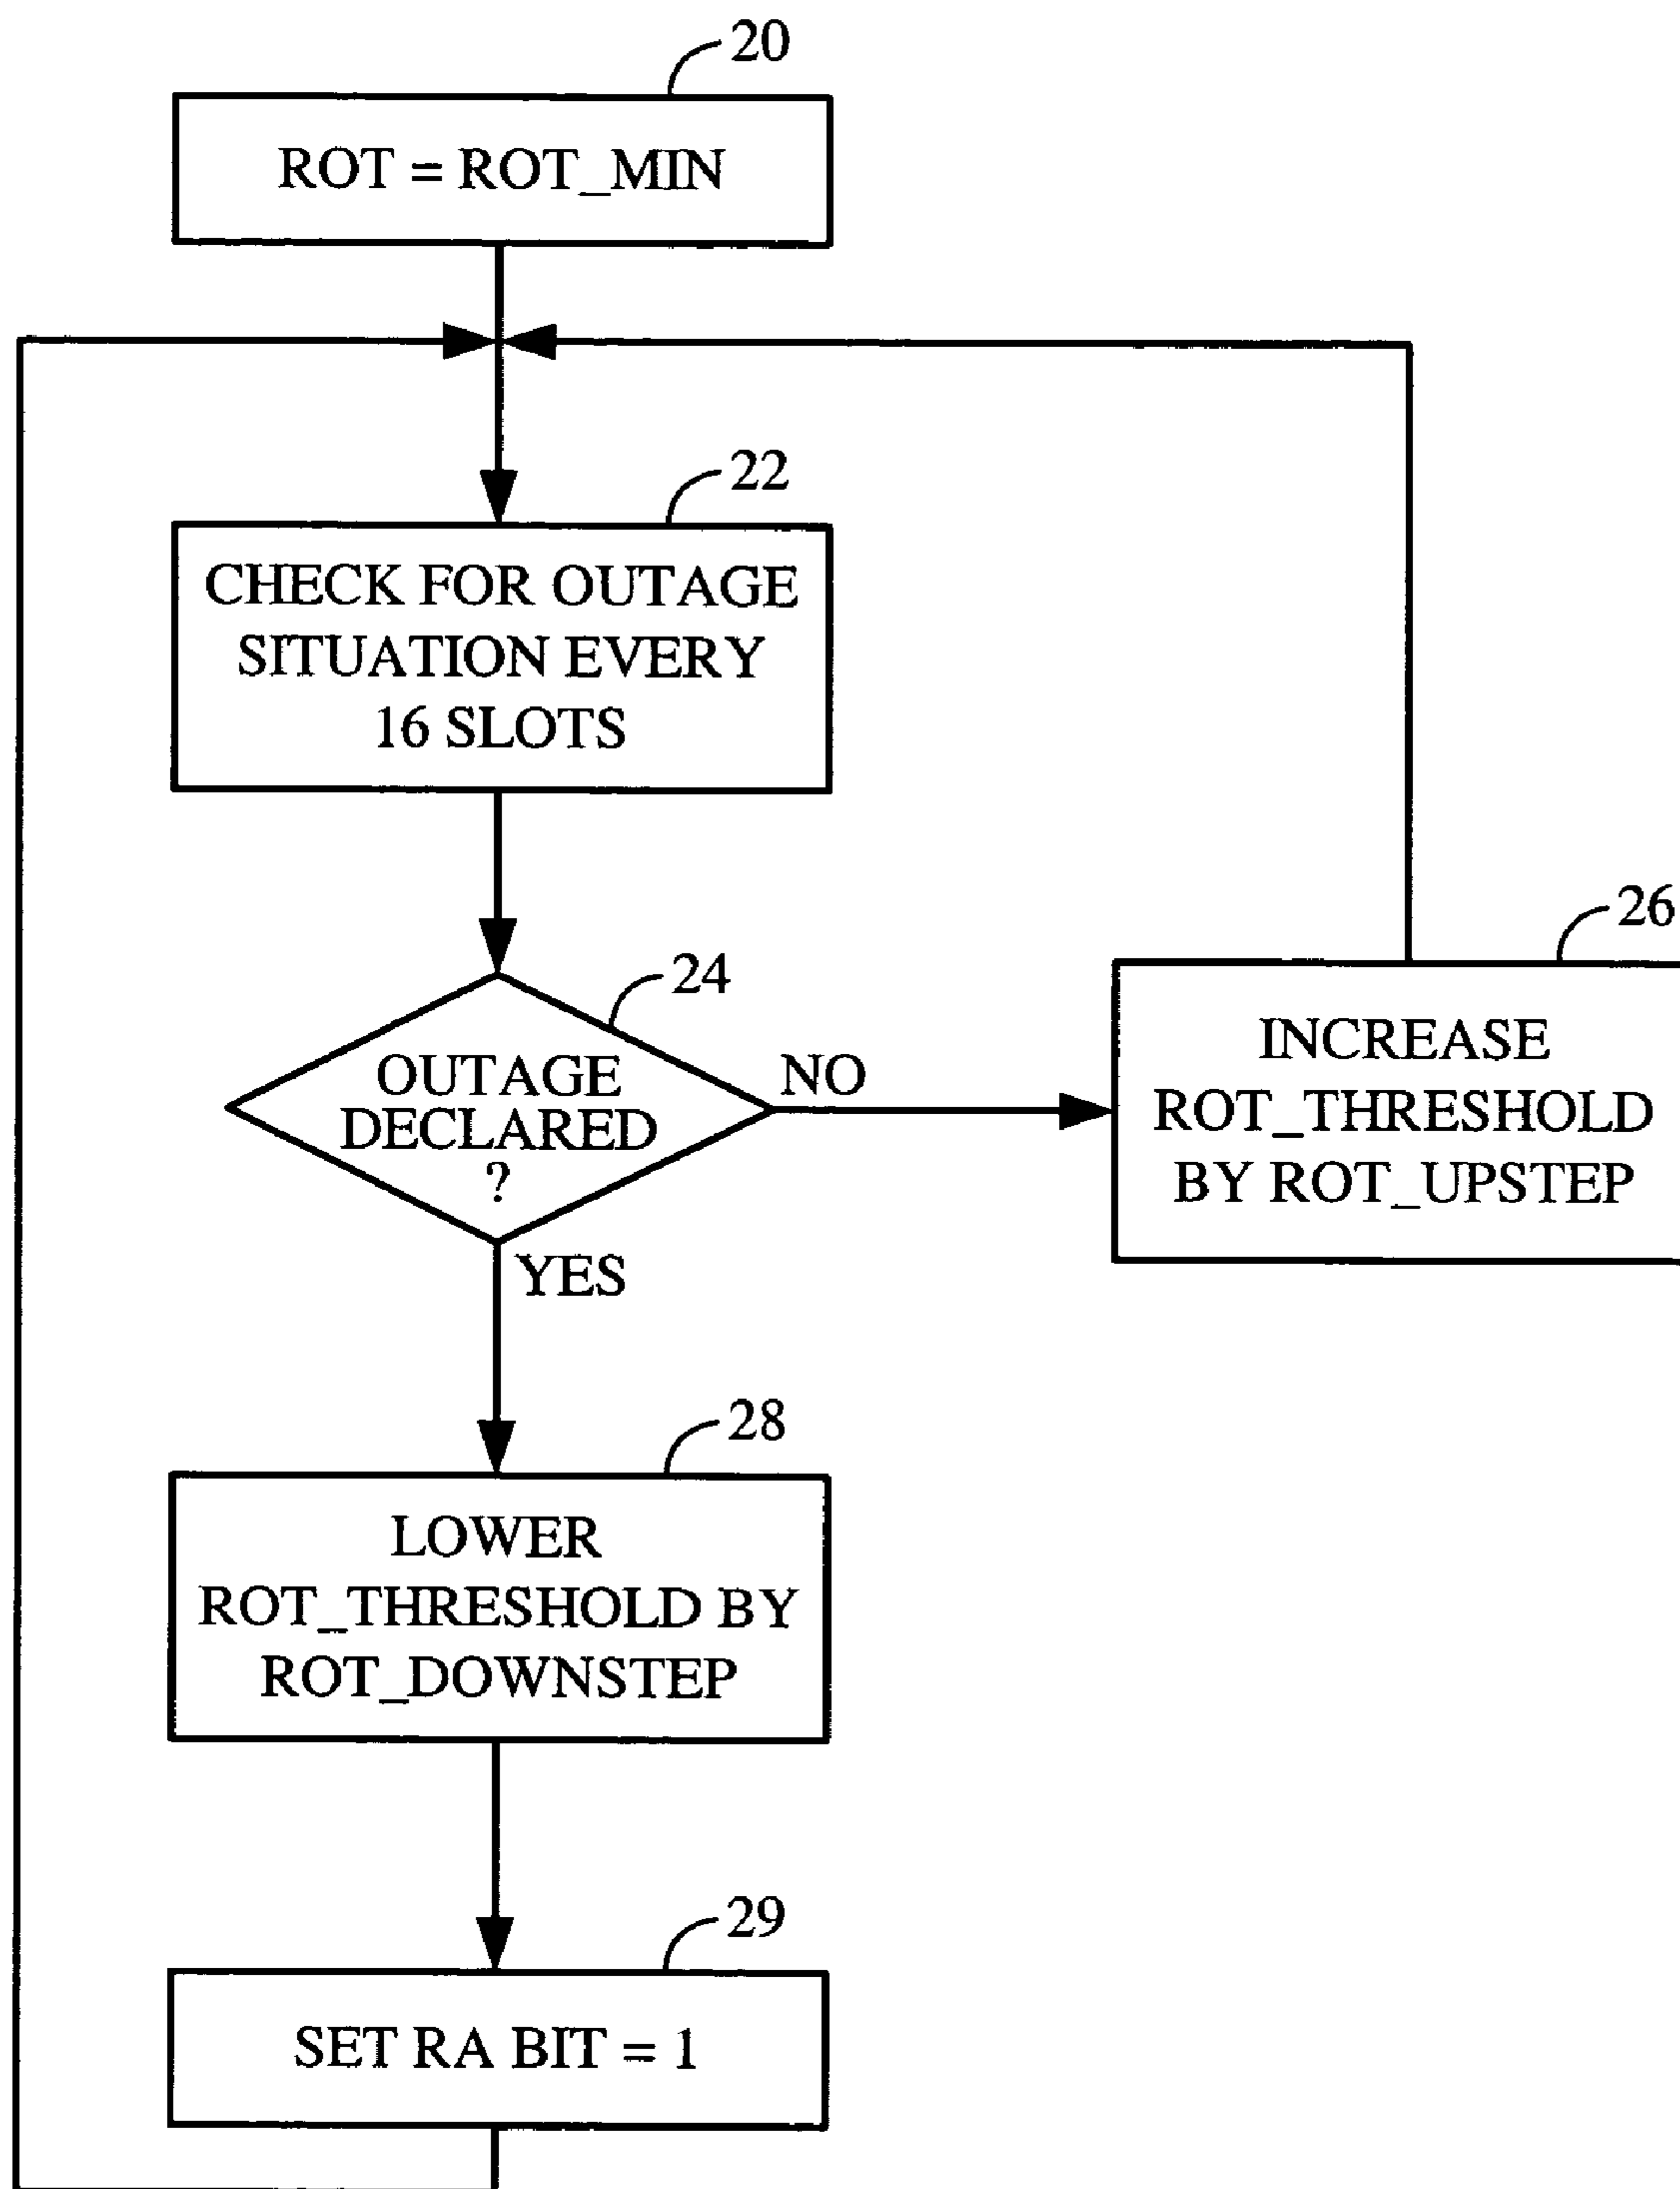 20
ROT = ROT_MIN
22
CHECK FOR OUTAGE
SITUATION EVERY
16 SLOTS
24
OUTAGE
DECLARED
?
NO
26
INCREASE
ROT_THRESHOLD
BY ROT_UPSTEP
YES
28
LOWER
ROT_THRESHOLD BY
ROT_DOWNSTEP
29
SET RA BIT = 1